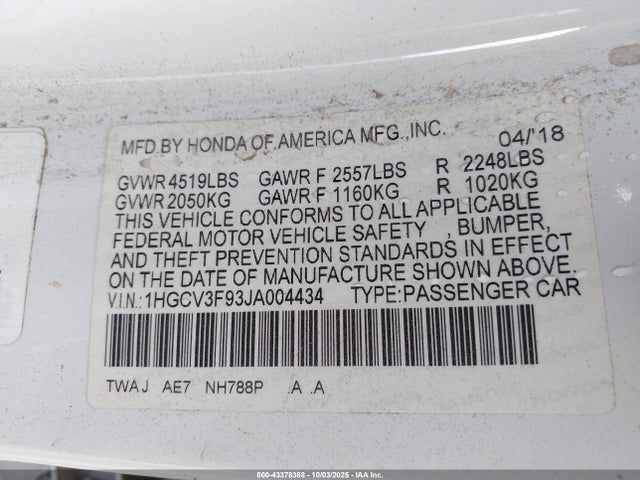 MFD.BY HONDA OF AMERICA MFG.,INC. 04/'18
GVWR 4519LBS GAWR F 2557LBS R 2248LBS
GVWR 2050KG GAWR F 1160KG R 1020KG
THIS VEHICLE CONFORMS TO ALL APPLICABLE
FEDERAL MOTOR VEHICLE SAFETY , BUMPER,
AND THEFT PREVENTION STANDARDS IN EFFECT
ON THE DATE OF MANUFACTURE SHOWN ABOVE.
V.I.N.:1HGCV3F93JA004434 TYPE:PASSENGER CAR
TWAJ AE7 NH788P .A .A
000-43378388 - 10/03/2025 - IAA Inc.